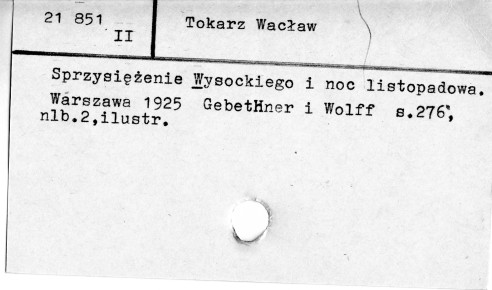 21 851
II
Tokarz Wacław
Sprzysiężenie Wysockiego i noc listopadowa.
Warszawa 1925 GebetHner i Wolff s.276,
nlb.2,ilustr.